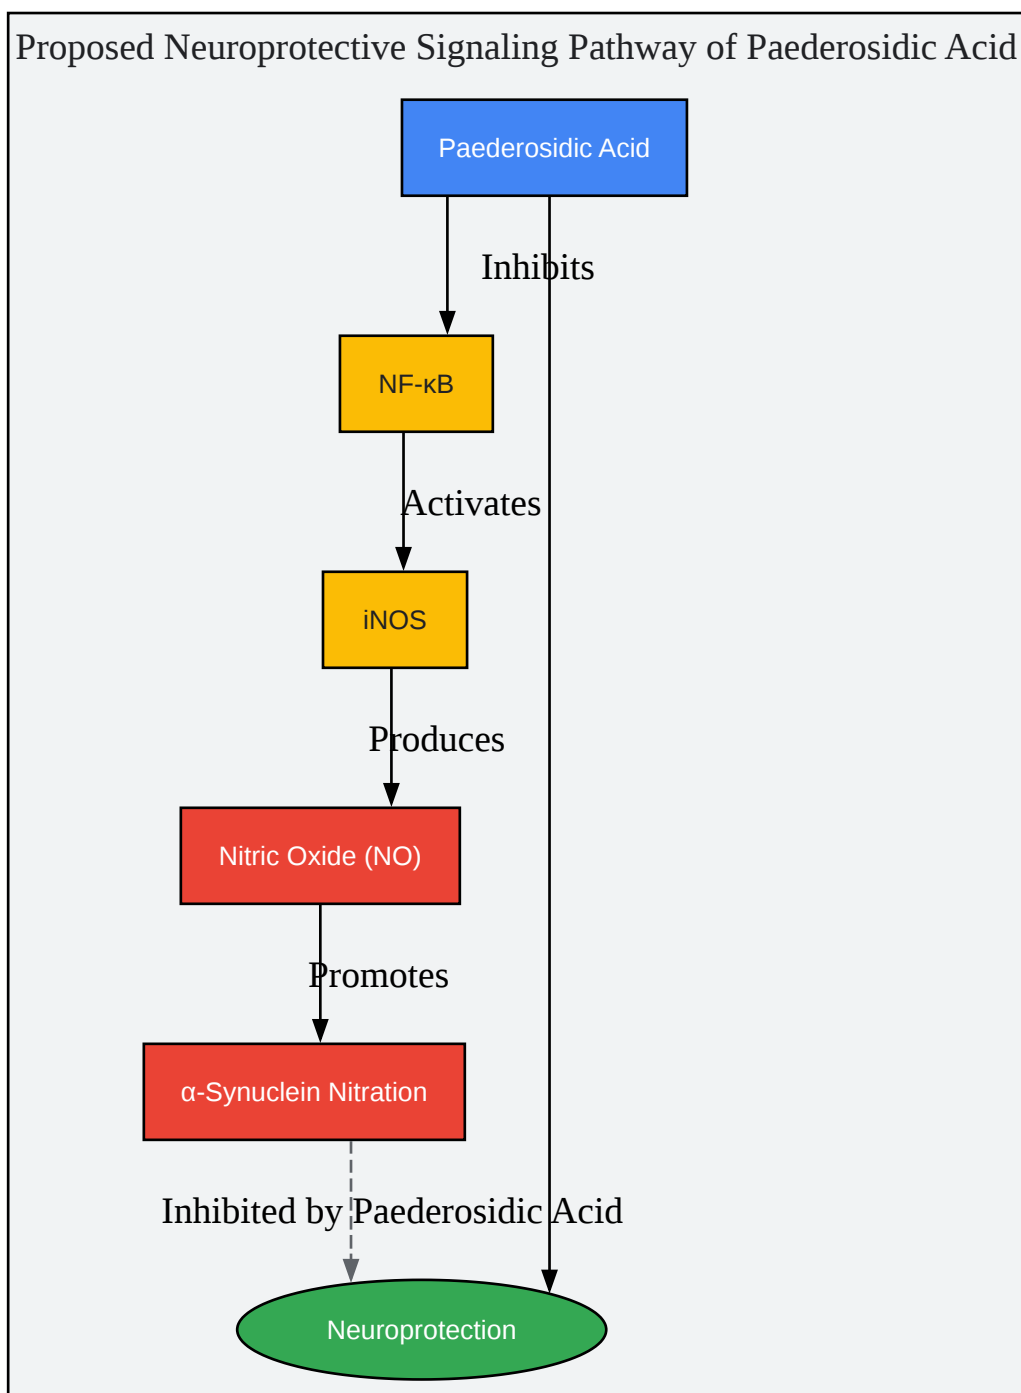 Proposed Neuroprotective Signaling Pathway of Paederosidic Acid
Paederosidic Acid
Inhibits
NF-κB
Activates
iNOS
Produces
Nitric Oxide (NO)
Promotes
α-Synuclein Nitration
Inhibited by Paederosidic Acid
Neuroprotection